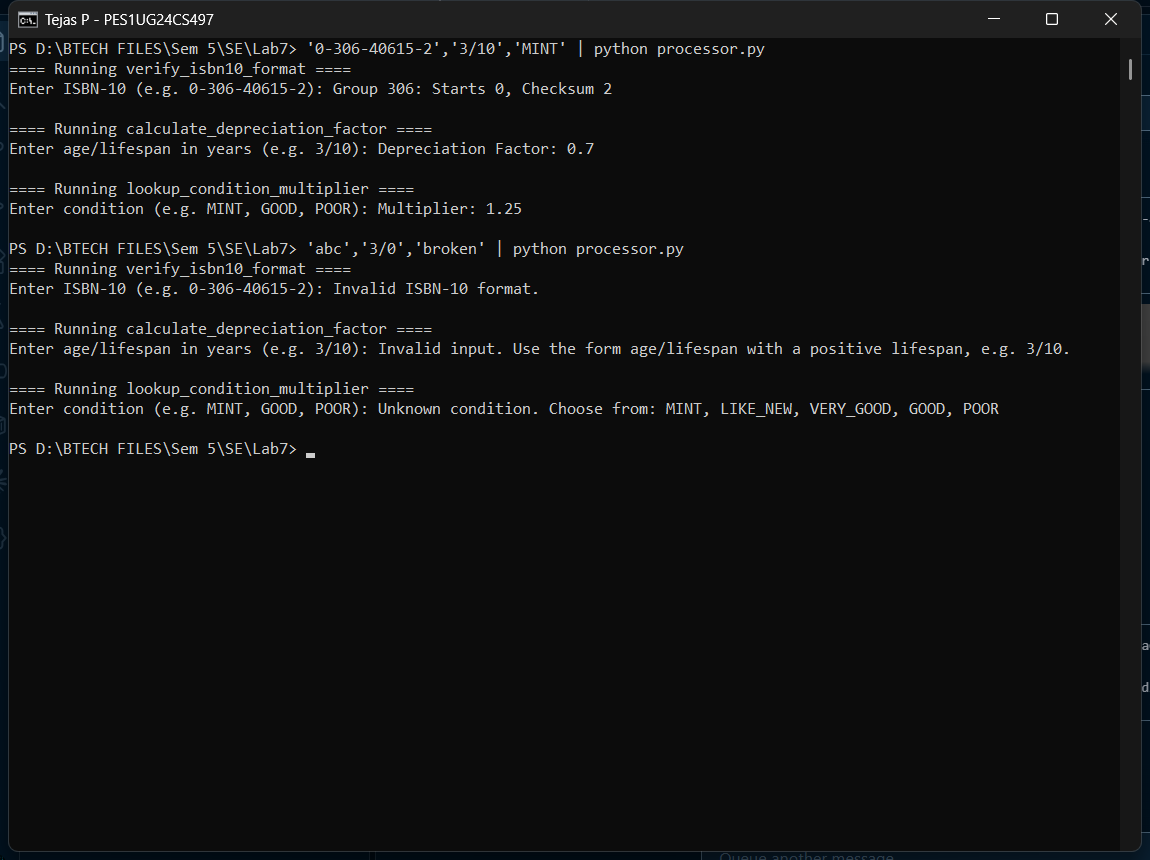 Tejas P - PES1UG24CS497
PS D:\BTECH FILES\Sem 5\SE\Lab7> '0-306-40615-2','3/10','MINT' | python processor.py
==== Running verify_isbn10_format ====
Enter ISBN-10 (e.g. 0-306-40615-2): Group 306: Starts 0, Checksum 2
==== Running calculate_depreciation_factor ====
Enter age/lifespan in years (e.g. 3/10): Depreciation Factor: 0.7
==== Running lookup_condition_multiplier ====
Enter condition (e.g. MINT, GOOD, POOR): Multiplier: 1.25
PS D:\BTECH FILES\Sem 5\SE\Lab7> 'abc','3/0','broken' | python processor.py
==== Running verify_isbn10_format ====
Enter ISBN-10 (e.g. 0-306-40615-2): Invalid ISBN-10 format.
==== Running calculate_depreciation_factor ====
Enter age/lifespan in years (e.g. 3/10): Invalid input. Use the form age/lifespan with a positive lifespan, e.g. 3/10.
==== Running lookup_condition_multiplier ====
Enter condition (e.g. MINT, GOOD, POOR): Unknown condition. Choose from: MINT, LIKE_NEW, VERY_GOOD, GOOD, POOR
PS D:\BTECH FILES\Sem 5\SE\Lab7>
Queue another message